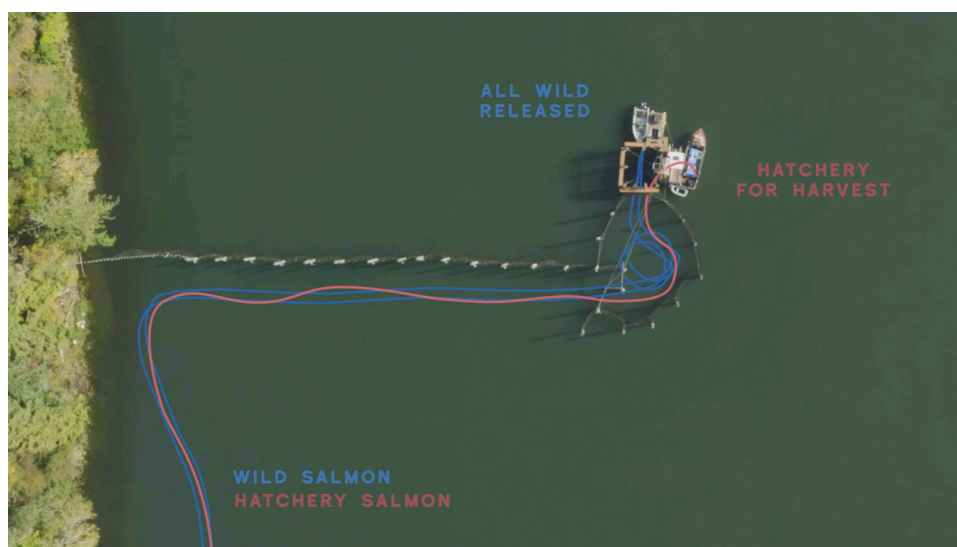 ALL WILD
RELEASED
HATCHERY
FOR HARVEST
WILD SALMON
HATCHERY SALMON